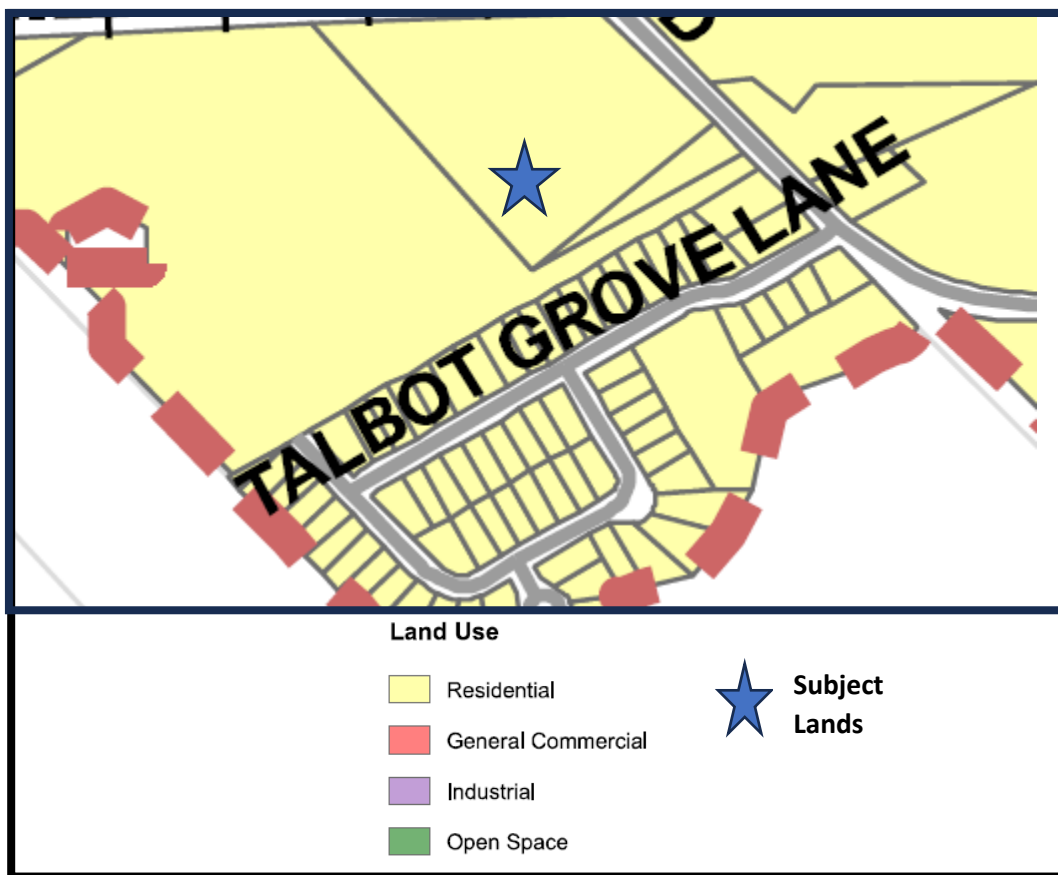 TALBOT GROVE LANE
Land Use
Residential
General Commercial
Industrial
Open Space
Subject
Lands